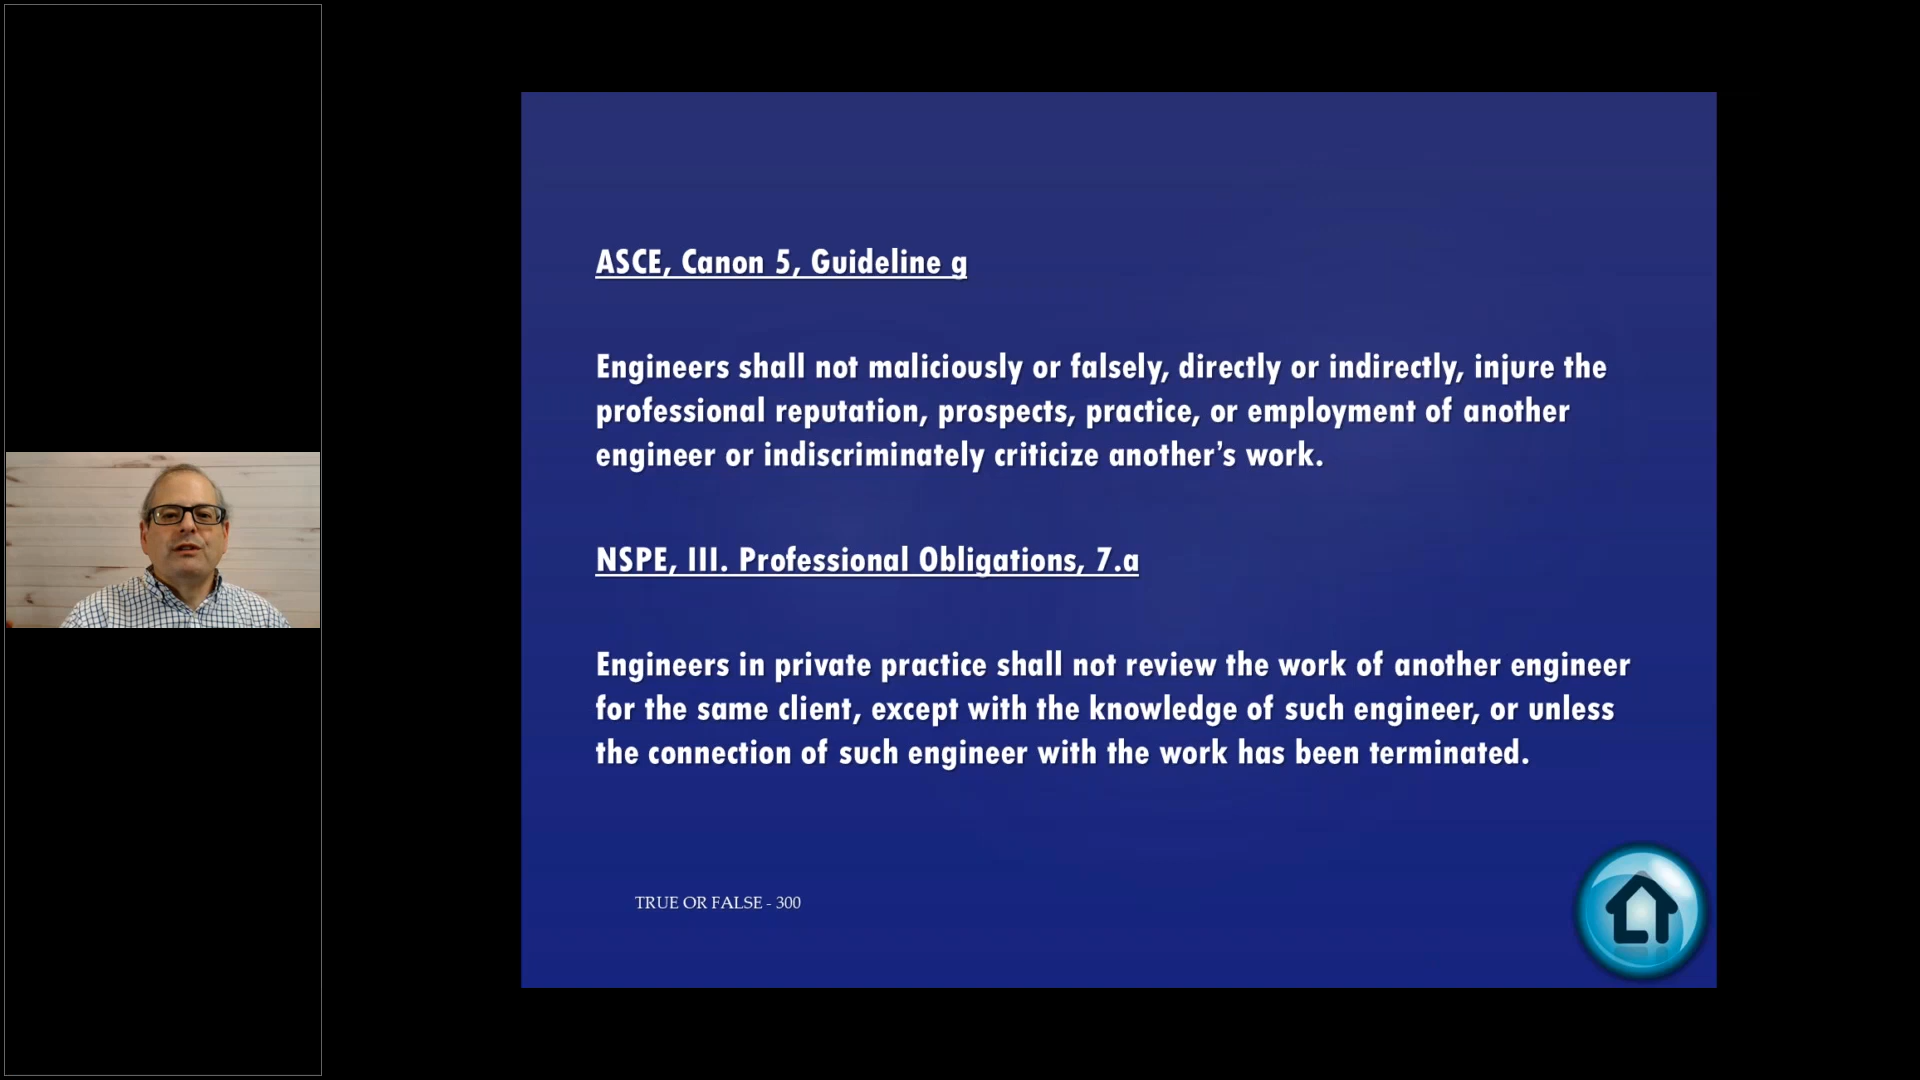 ASCE, Canon 5, Guideline g
Engineers shall not maliciously or falsely, directly or indirectly, injure the
professional reputation, prospects, practice, or employment of another
engineer or indiscriminately criticize another’s work.
NSPE, III. Professional Obligations, 7.a
Engineers in private practice shall not review the work of another engineer
for the same client, except with the knowledge of such engineer, or unless
the connection of such engineer with the work has been terminated.
TRUE OR FALSE - 300